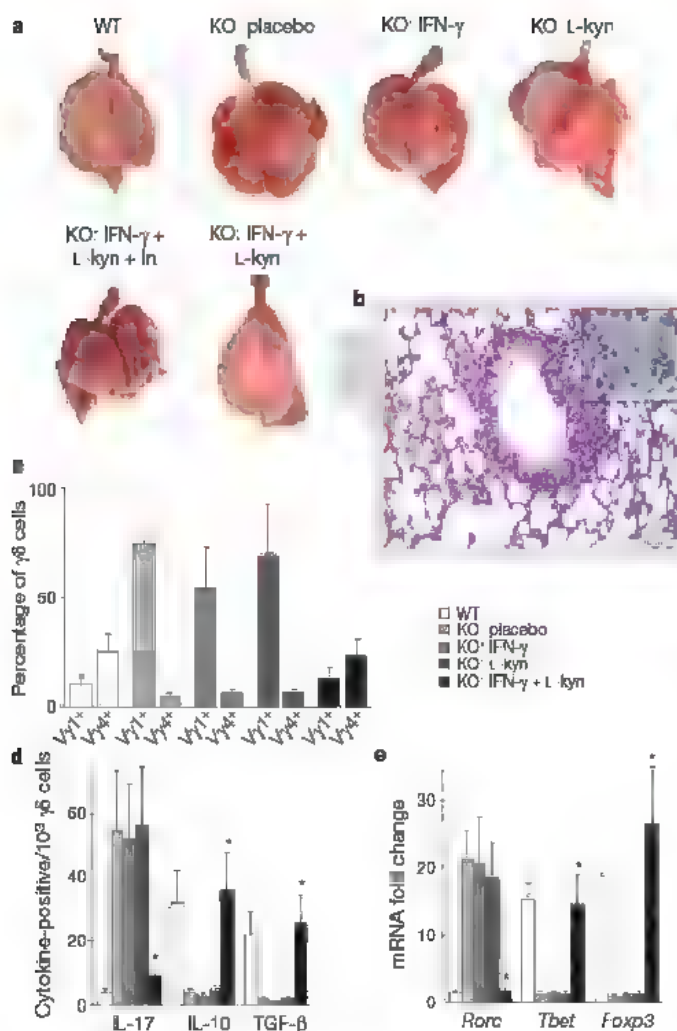 a
WT
KO: placebo
KO: IFN-γ
KO: L-kyn
KO: IFN-γ +
L-kyn + In
KO: IFN-γ +
L-kyn
b
100
50
0
Percentage of γδ cells
Vγ1+ Vγ4+ Vγ1+ Vγ4+ Vγ1+ Vγ4+ Vγ1+ Vγ4+ Vγ1+ Vγ4+
WT
KO: placebo
KO: IFN-γ
KO: L-kyn
KO: IFN-γ + L-kyn
d
Cytokine-positive/10³ γδ cells
60
40
20
0
*
*
*
IL-17 IL-10 TGF-β
e
mRNA fold change
30
20
10
0
*
*
*
Rorc Tbet Foxp3